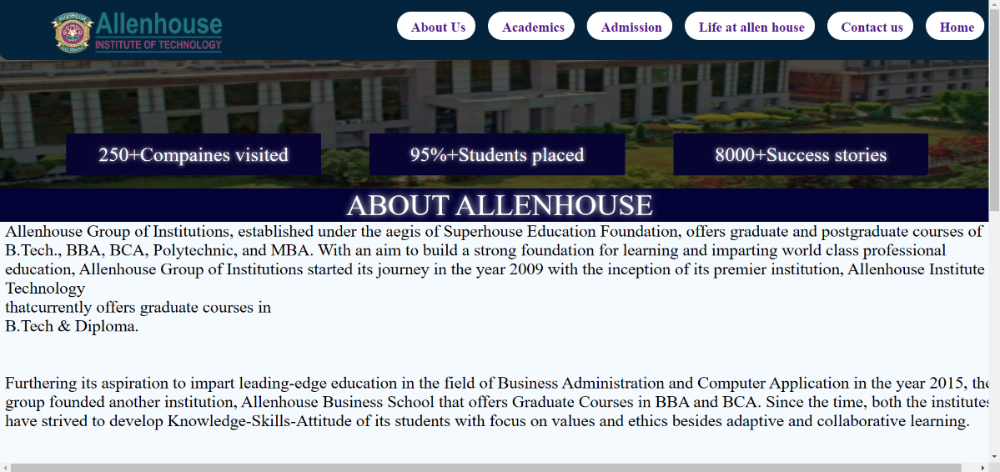 Allenhouse
INSTITUTE OF TECHNOLOGY
About Us
Academics
Admission
Life at allen house
Contact us
Home
250+Compaines visited
95%+Students placed
8000+Success stories
ABOUT ALLENHOUSE
Allenhouse Group of Institutions, established under the aegis of Superhouse Education Foundation, offers graduate and postgraduate courses of
B.Tech., BBA, BCA, Polytechnic, and MBA. With an aim to build a strong foundation for learning and imparting world class professional
education, Allenhouse Group of Institutions started its journey in the year 2009 with the inception of its premier institution, Allenhouse Institute
Technology
thatcurrently offers graduate courses in
B.Tech & Diploma.
Furthering its aspiration to impart leading-edge education in the field of Business Administration and Computer Application in the year 2015, the
group founded another institution, Allenhouse Business School that offers Graduate Courses in BBA and BCA. Since the time, both the institutes
have strived to develop Knowledge-Skills-Attitude of its students with focus on values and ethics besides adaptive and collaborative learning.